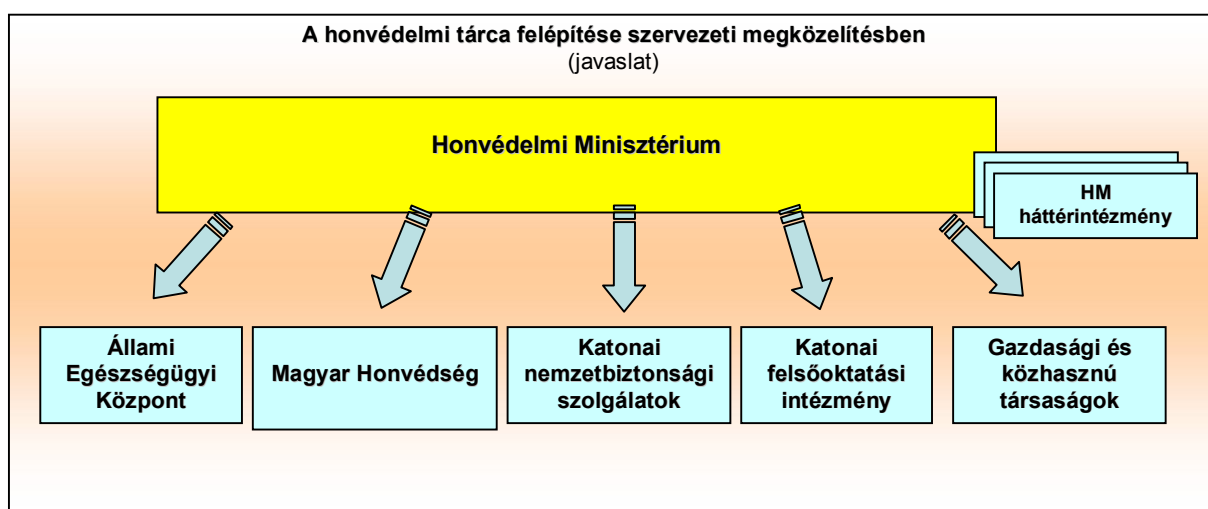 A honvédelmi tárca felépítése szervezeti megközelítésben
(javaslat)
Honvédelmi Minisztérium
HM
háttérintézmény
Állami
Egészségügyi
Központ
Magyar Honvédség
Katonai
nemzetbiztonsági
szolgálatok
Katonai
felsőoktatási
intézmény
Gazdasági és
közhasznú
társaságok